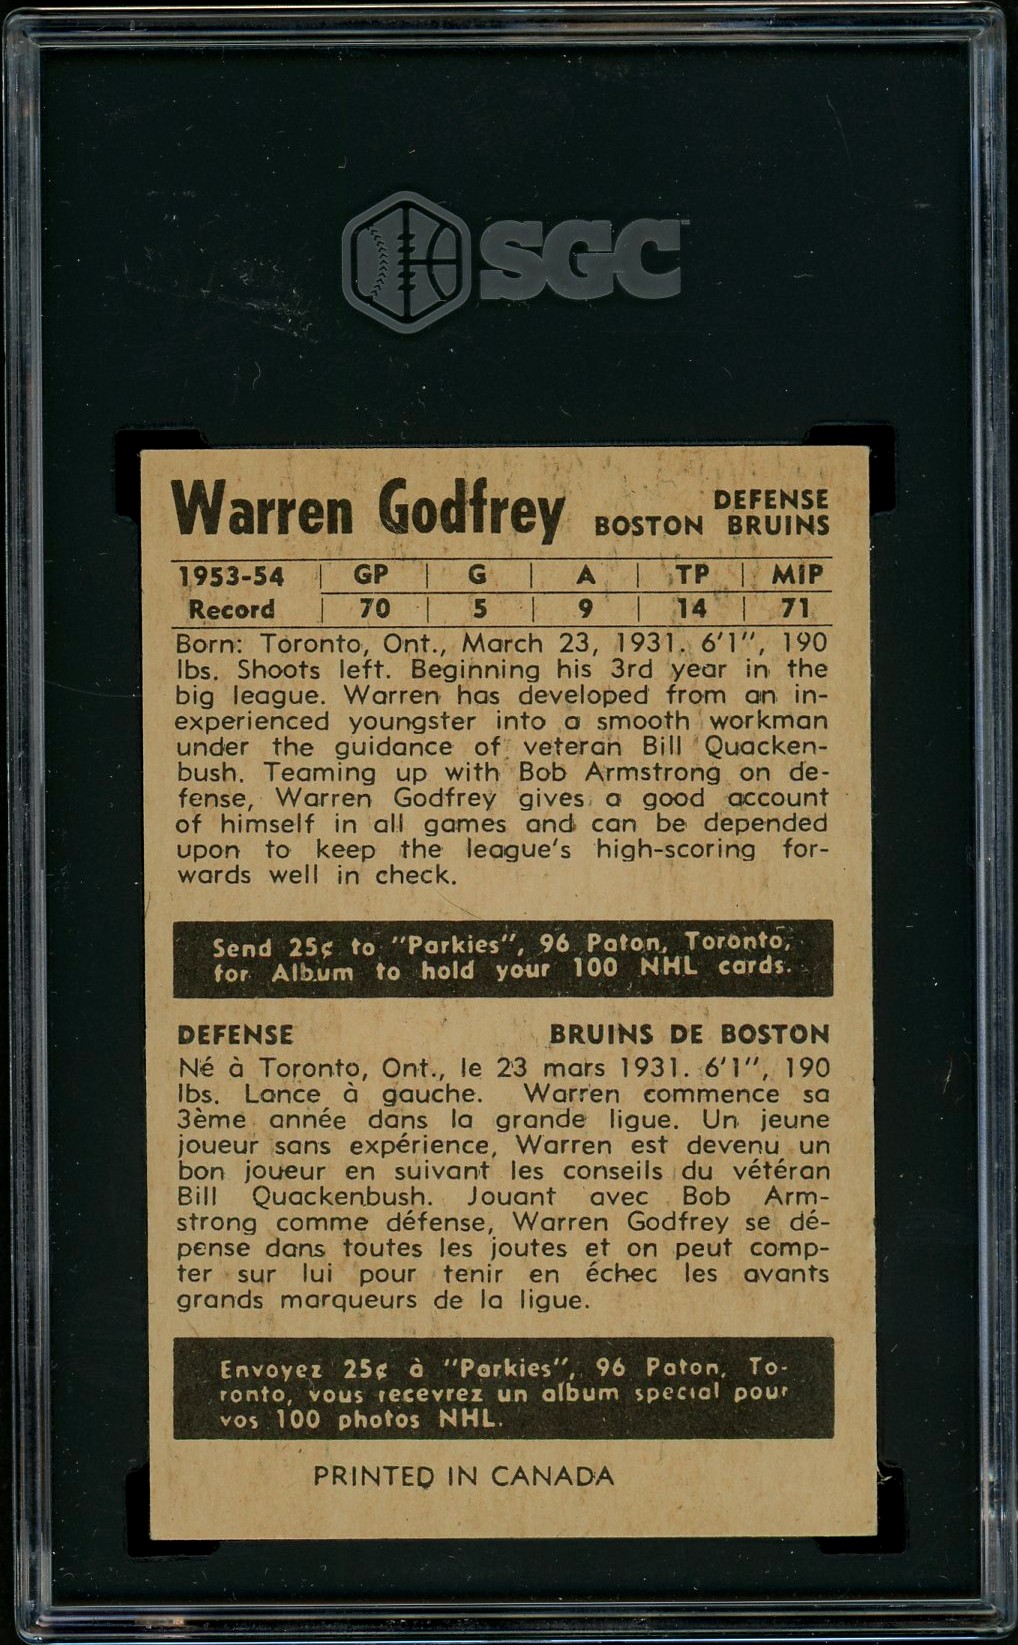 SGC
Warren Godfrey
DEFENSE
BOSTON BRUINS
1953-54 | GP | G | A | TP | MIP
Record | 70 | 5 | 9 | 14 | 71
Born: Toronto, Ont., March 23, 1931. 6'1", 190
lbs. Shoots left. Beginning his 3rd year in the
big league. Warren has developed from an in-
experienced youngster into a smooth workman
under the guidance of veteran Bill Quacken-
bush. Teaming up with Bob Armstrong on de-
fense, Warren Godfrey gives a good account
of himself in all games and can be depended
upon to keep the league's high-scoring for-
wards well in check.
Send 25¢ to "Parkies", 96 Paton, Toronto,
for Album to hold your 100 NHL cards.
DEFENSE BRUINS DE BOSTON
Né à Toronto, Ont., le 23 mars 1931. 6'1", 190
lbs. Lance à gauche. Warren commence sa
3ème année dans la grande ligue. Un jeune
joueur sans expérience, Warren est devenu un
bon joueur en suivant les conseils du vétéran
Bill Quackenbush. Jouant avec Bob Arm-
strong comme défense, Warren Godfrey se dé-
pense dans toutes les joutes et on peut comp-
ter sur lui pour tenir en échec les avants
grands marqueurs de la ligue.
Envoyez 25¢ à "Parkies", 96 Paton, To-
ronto, vous recevrez un album special pour
vos 100 photos NHL.
PRINTED IN CANADA